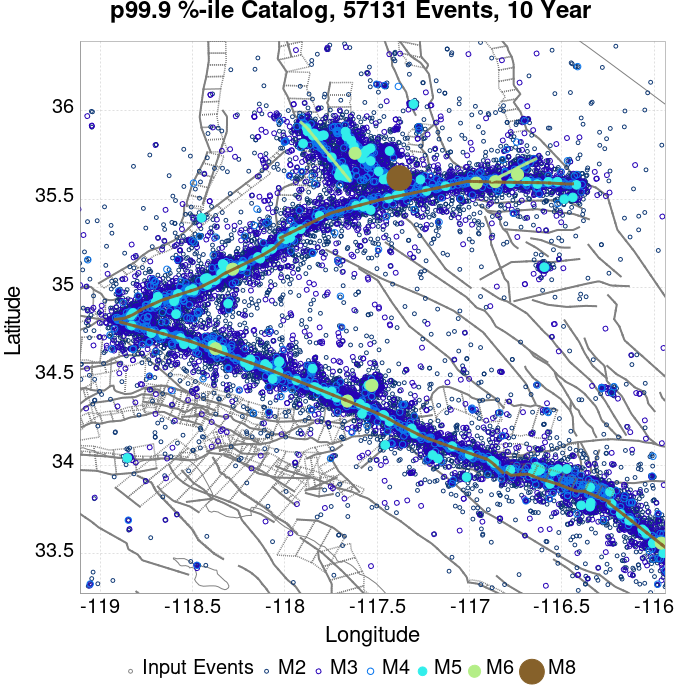 p99.9 %-ile Catalog, 57131 Events, 10 Year
Latitude
36
35.5
35
34.5
34
33.5
-119 -118.5 -118 -117.5 -117 -116.5 -116
Longitude
Input Events M2 M3 M4 M5 M6 M8